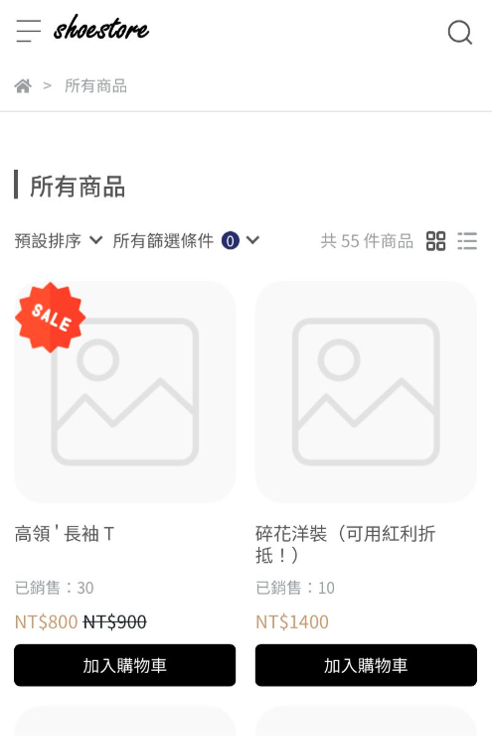 shoestore
> 所有商品
所有商品
預設排序 所有篩選條件 0 共 55 件商品
SALE
高領 ' 長袖 T
碎花洋裝（可用紅利折
抵！）
已銷售：30
已銷售：10
NT$800 NT$900
NT$1400
加入購物車
加入購物車